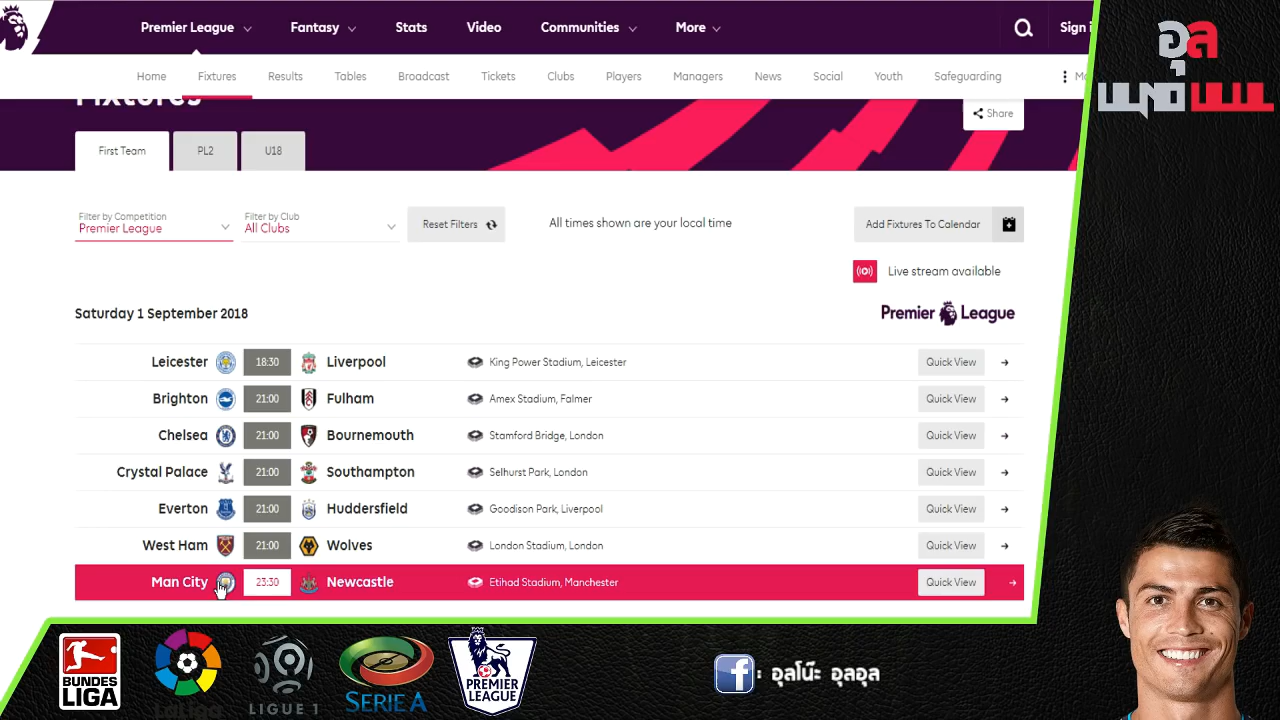 Premier League
Fantasy
Stats
Video
Communities
More
Sign i
Home
Fixtures
Results
Tables
Broadcast
Tickets
Clubs
Players
Managers
News
Social
Youth
Safeguarding
Fixtures
Share
First Team
PL2
U18
Filter by Competition
Premier League
Filter by Club
All Clubs
Reset Filters
All times shown are your local time
Add Fixtures To Calendar
Live stream available
Saturday 1 September 2018
Premier League
Leicester 18:30 Liverpool King Power Stadium, Leicester Quick View
Brighton 21:00 Fulham Amex Stadium, Falmer Quick View
Chelsea 21:00 Bournemouth Stamford Bridge, London Quick View
Crystal Palace 21:00 Southampton Selhurst Park, London Quick View
Everton 21:00 Huddersfield Goodison Park, Liverpool Quick View
West Ham 21:00 Wolves London Stadium, London Quick View
Man City 23:30 Newcastle Etihad Stadium, Manchester Quick View
BUNDES
LIGA
LaLiga
LIGUE 1
SERIE A
PREMIER
LEAGUE
f : อุลโน๊ะ อุลอุล